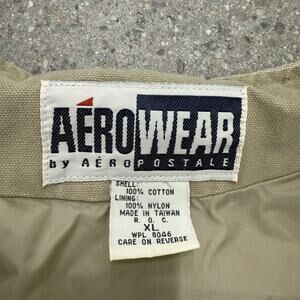 AÉROWEAR
by AÉROPOSTALE
SHELL:
100% COTTON
LINING:
100% NYLON
MADE IN TAIWAN
R. O. C.
XL
WPL 8046
CARE ON REVERSE